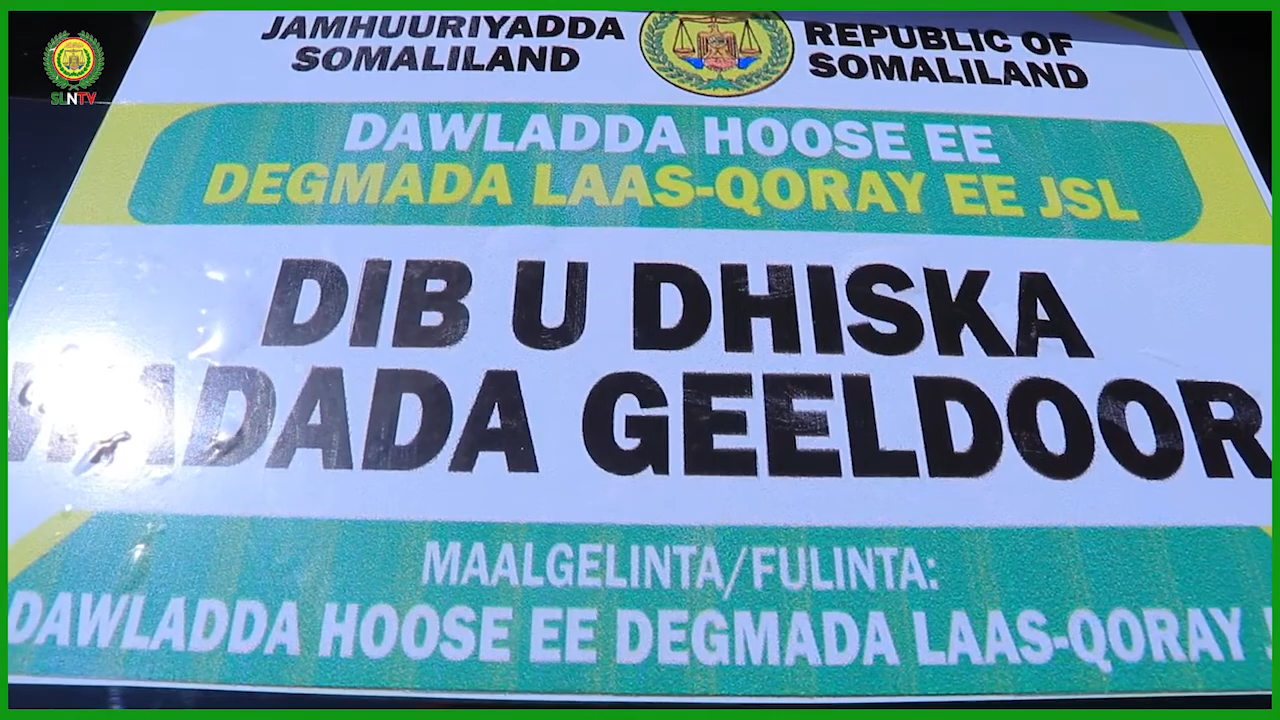 SLNTV
JAMHUURIYADDA
SOMALILAND
REPUBLIC OF
SOMALILAND
DAWLADDA HOOSE EE
DEGMADA LAAS-QORAY EE JSL
DIB U DHISKA
GEELDOOR
MAALGELINTA/FULINTA:
DAWLADDA HOOSE EE DEGMADA LAAS-QORAY